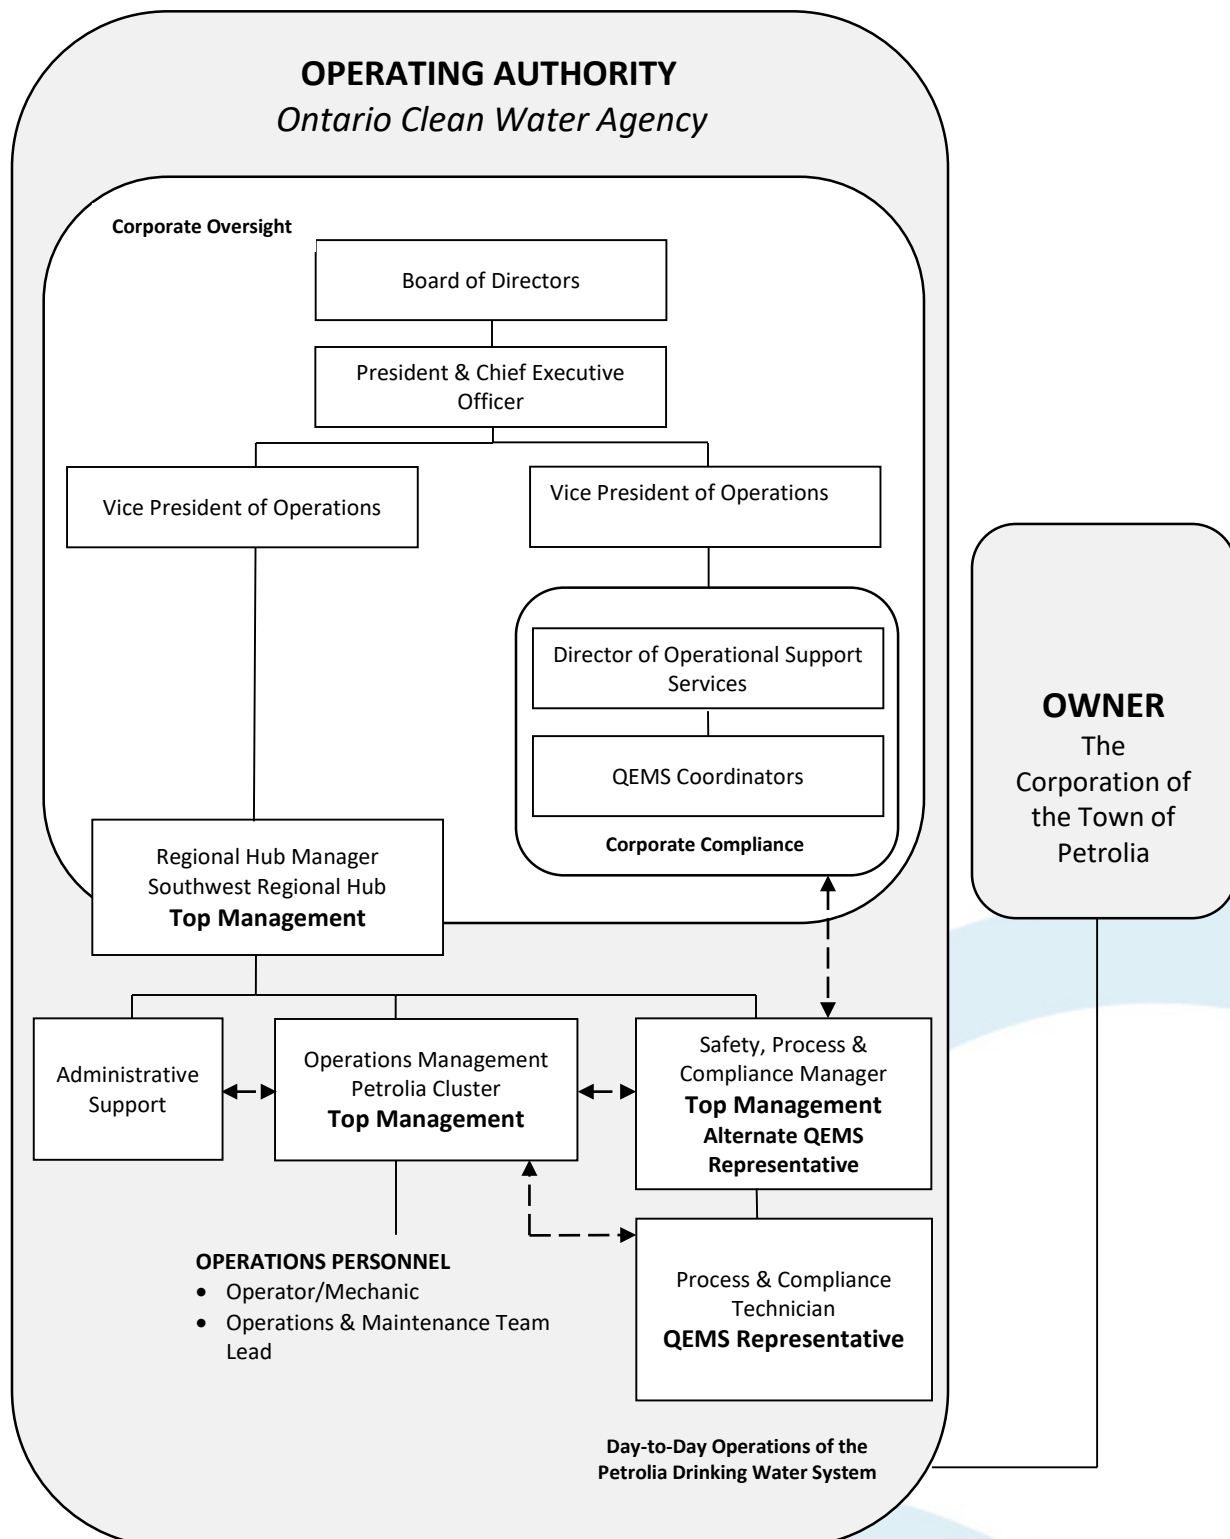 OPERATING AUTHORITY
Ontario Clean Water Agency
Corporate Oversight
Board of Directors
President & Chief Executive
Officer
Vice President of Operations
Vice President of Operations
Director of Operational Support
Services
QEMS Coordinators
Corporate Compliance
OWNER
The
Corporation of
the Town of
Petrolia
Regional Hub Manager
Southwest Regional Hub
Top Management
Administrative
Support
Operations Management
Petrolia Cluster
Top Management
Safety, Process &
Compliance Manager
Top Management
Alternate QEMS
Representative
OPERATIONS PERSONNEL
• Operator/Mechanic
• Operations & Maintenance Team
Lead
Process & Compliance
Technician
QEMS Representative
Day-to-Day Operations of the
Petrolia Drinking Water System